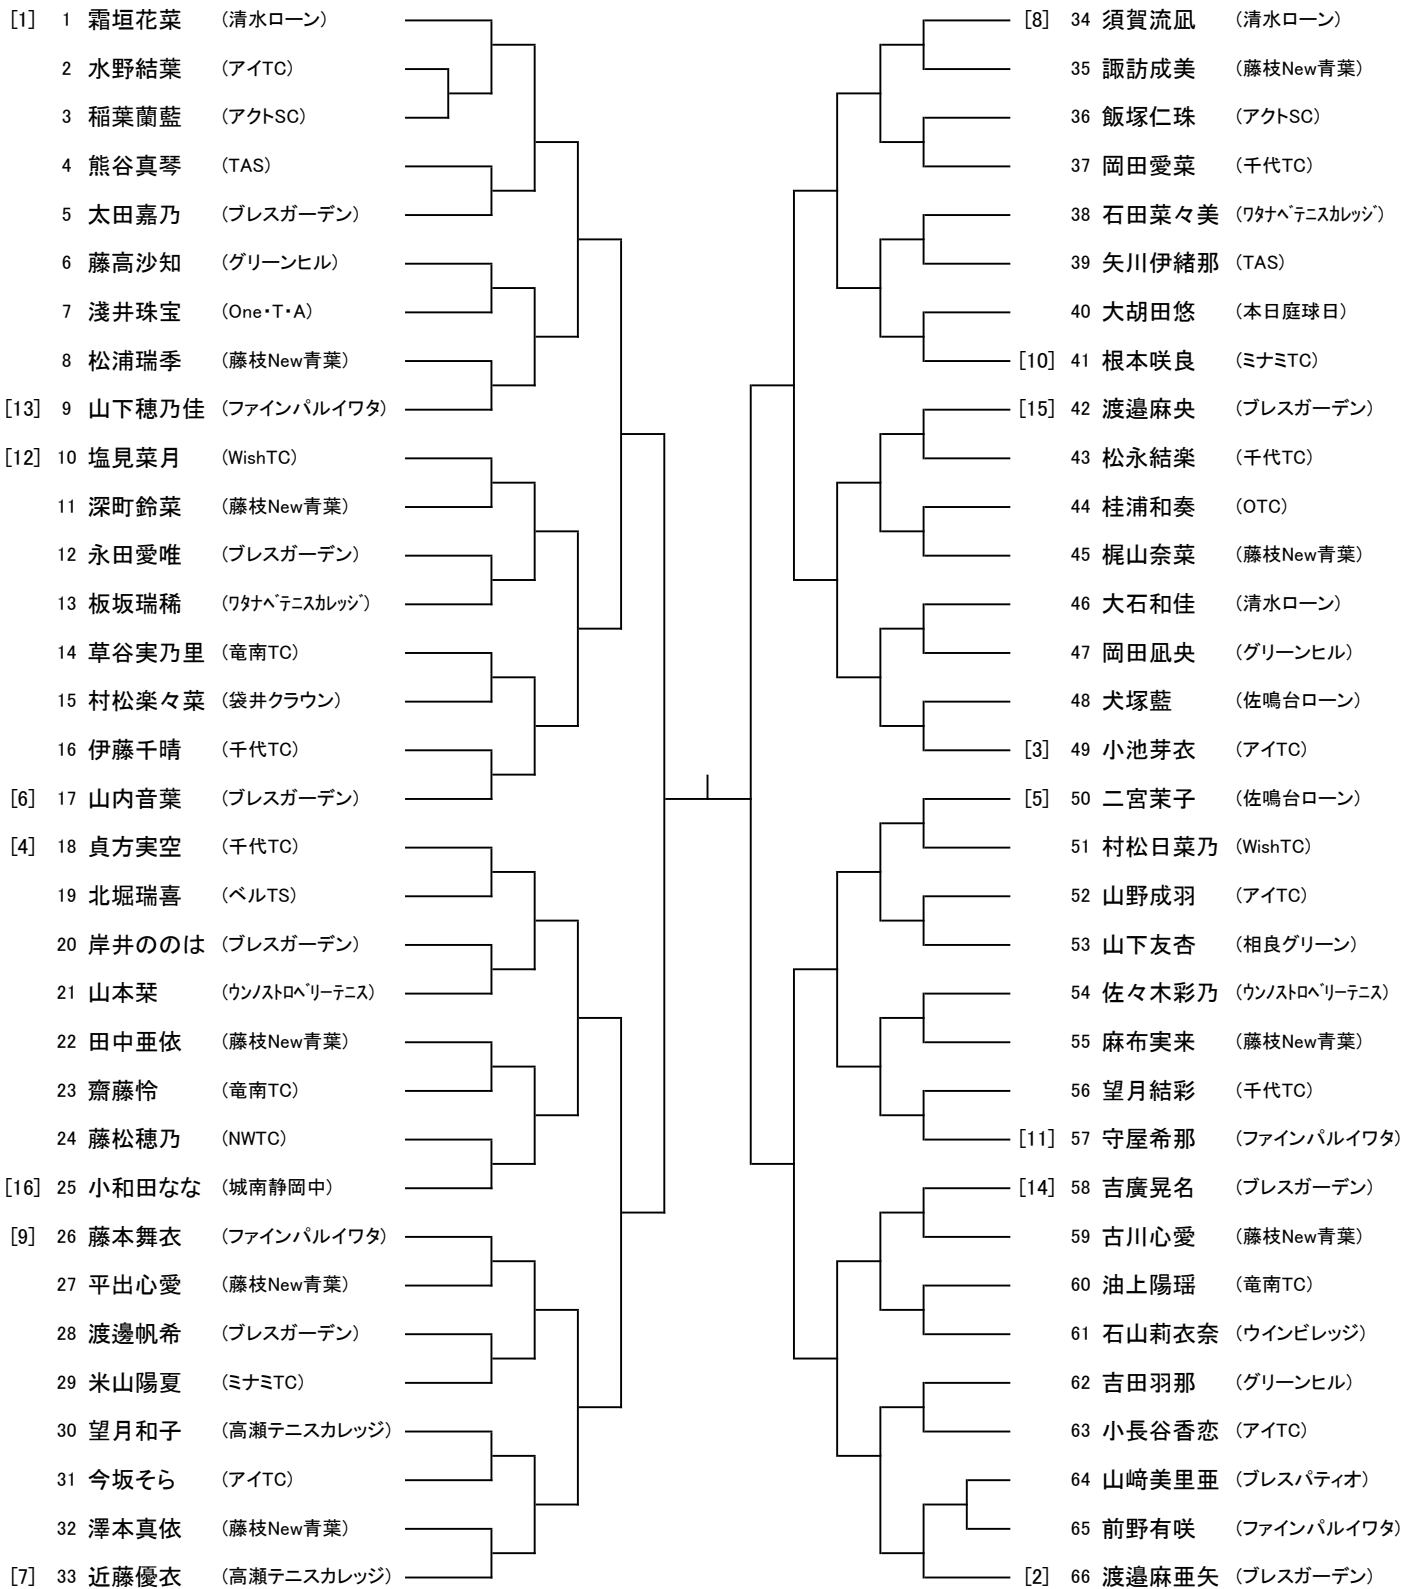 [1] 1 霜垣花菜 (清水ローン)
2 水野結葉 (アイTC)
3 稲葉蘭藍 (アクトSC)
4 熊谷真琴 (TAS)
5 太田嘉乃 (ブレスガーデン)
6 藤高沙知 (グリーンヒル)
7 淺井珠宝 (One・T・A)
8 松浦瑞季 (藤枝New青葉)
[13] 9 山下穂乃佳 (ファインパルイワタ)
[12] 10 塩見菜月 (WishTC)
11 深町鈴菜 (藤枝New青葉)
12 永田愛唯 (ブレスガーデン)
13 板坂瑞稀 (ﾜﾀﾅﾍﾞﾃﾆｽｶﾚｯｼﾞ)
14 草谷実乃里 (竜南TC)
15 村松楽々菜 (袋井クラウン)
16 伊藤千晴 (千代TC)
[6] 17 山内音葉 (ブレスガーデン)
[4] 18 貞方実空 (千代TC)
19 北堀瑞喜 (ベルTS)
20 岸井ののは (ブレスガーデン)
21 山本栞 (ｳﾝﾉｽﾄﾛﾍﾞﾘｰﾃﾆｽ)
22 田中亜依 (藤枝New青葉)
23 齋藤怜 (竜南TC)
24 藤松穂乃 (NWTC)
[16] 25 小和田なな (城南静岡中)
[9] 26 藤本舞衣 (ファインパルイワタ)
27 平出心愛 (藤枝New青葉)
28 渡邊帆希 (ブレスガーデン)
29 米山陽夏 (ミナミTC)
30 望月和子 (高瀬テニスカレッジ)
31 今坂そら (アイTC)
32 澤本真依 (藤枝New青葉)
[7] 33 近藤優衣 (高瀬テニスカレッジ)
[8] 34 須賀流凪 (清水ローン)
35 諏訪成美 (藤枝New青葉)
36 飯塚仁珠 (アクトSC)
37 岡田愛菜 (千代TC)
38 石田菜々美 (ﾜﾀﾅﾍﾞﾃﾆｽｶﾚｯｼﾞ)
39 矢川伊緒那 (TAS)
40 大胡田悠 (本日庭球日)
[10] 41 根本咲良 (ミナミTC)
[15] 42 渡邉麻央 (ブレスガーデン)
43 松永結楽 (千代TC)
44 桂浦和奏 (OTC)
45 梶山奈菜 (藤枝New青葉)
46 大石和佳 (清水ローン)
47 岡田凪央 (グリーンヒル)
48 犬塚藍 (佐鳴台ローン)
[3] 49 小池芽衣 (アイTC)
[5] 50 二宮茉子 (佐鳴台ローン)
51 村松日菜乃 (WishTC)
52 山野成羽 (アイTC)
53 山下友杏 (相良グリーン)
54 佐々木彩乃 (ｳﾝﾉｽﾄﾛﾍﾞﾘｰﾃﾆｽ)
55 麻布実来 (藤枝New青葉)
56 望月結彩 (千代TC)
[11] 57 守屋希那 (ファインパルイワタ)
[14] 58 吉廣晃名 (ブレスガーデン)
59 古川心愛 (藤枝New青葉)
60 油上陽瑶 (竜南TC)
61 石山莉衣奈 (ウインビレッジ)
62 吉田羽那 (グリーンヒル)
63 小長谷香恋 (アイTC)
64 山﨑美里亜 (ブレスパティオ)
65 前野有咲 (ファインパルイワタ)
[2] 66 渡邉麻亜矢 (ブレスガーデン)